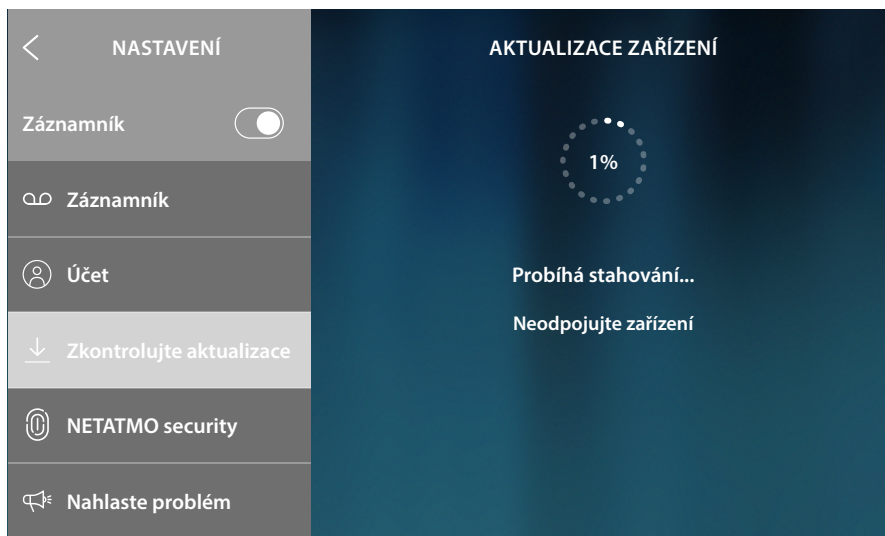 NASTAVENÍ
Záznamník
Záznamník
Účet
Zkontrolujte aktualizace
NETATMO security
Nahlaste problém
AKTUALIZACE ZAŘÍZENÍ
1%
Probíhá stahování...
Neodpojujte zařízení